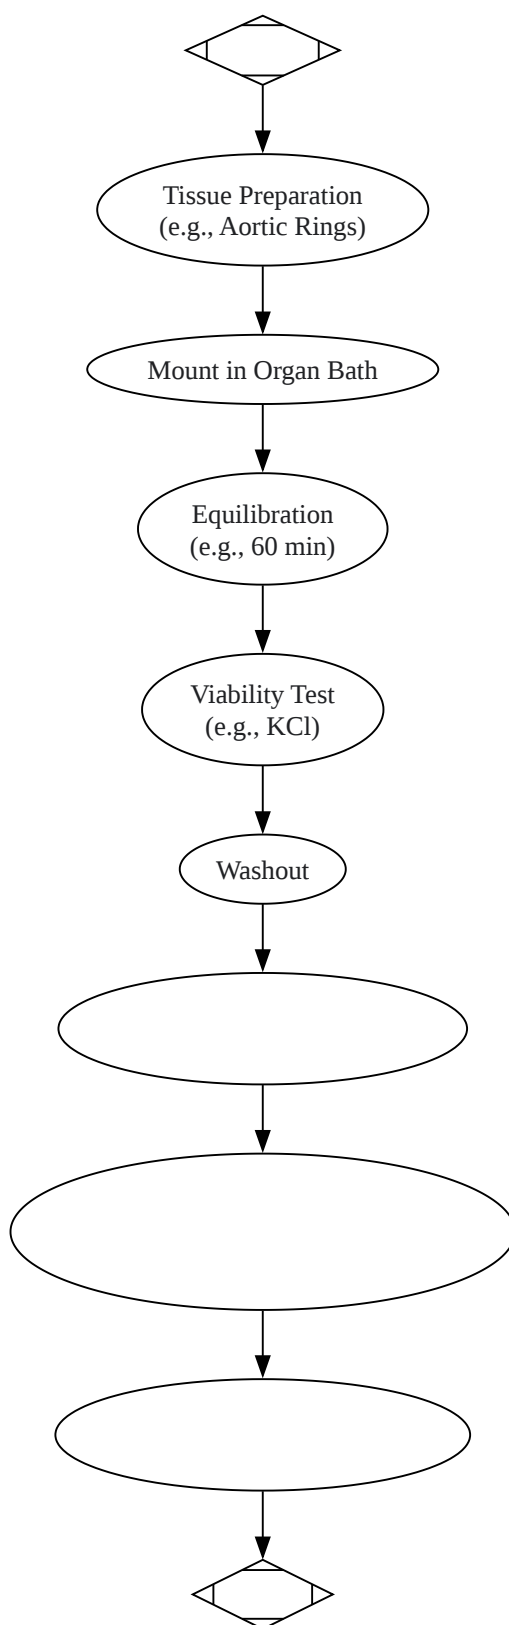 Tissue Preparation
(e.g., Aortic Rings)
Mount in Organ Bath
Equilibration
(e.g., 60 min)
Viability Test
(e.g., KCl)
Washout